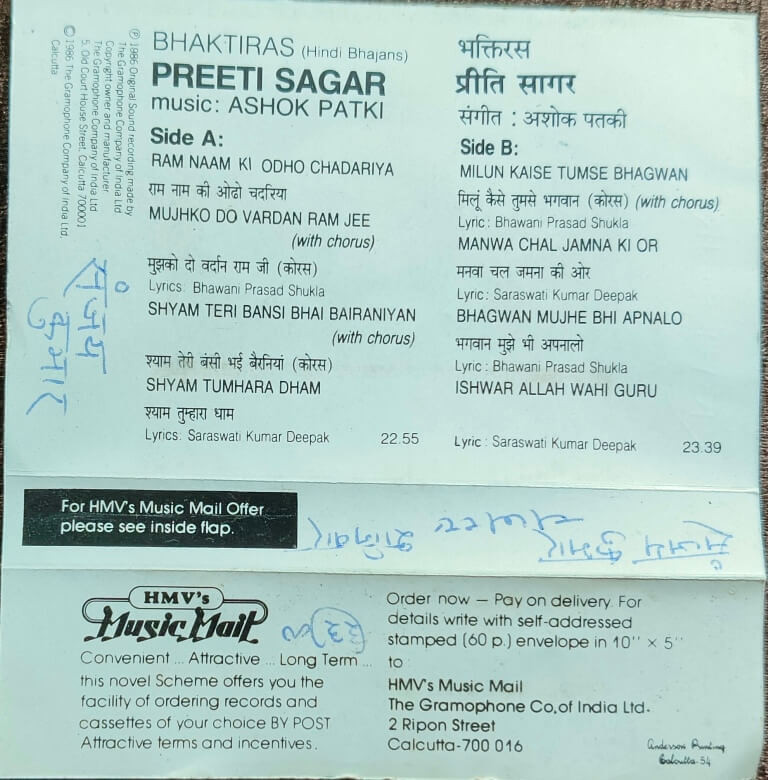 BHAKTIRAS (Hindi Bhajans)
PREETI SAGAR
music: ASHOK PATKI
Side A:
RAM NAAM KI ODHO CHADARIYA
राम नाम की ओढो चदरिया
MUJHKO DO VARDAN RAM JEE
(with chorus)
मुझको दो वर्दान राम जी (कोरस)
Lyrics: Bhawani Prasad Shukla
SHYAM TERI BANSI BHAI BAIRANIYAN
(with chorus)
श्याम तेरी बंसी भई बैरनियां (कोरस)
SHYAM TUMHARA DHAM
श्याम तुम्हारा धाम
Lyrics: Saraswati Kumar Deepak 22.55
भक्तिरस
प्रीति सागर
संगीत : अशोक पतकी
Side B:
MILUN KAISE TUMSE BHAGWAN
मिलूं कैसे तुमसे भगवान (कोरस) (with chorus)
Lyric: Bhawani Prasad Shukla
MANWA CHAL JAMNA KI OR
मनवा चल जमना की ओर
Lyric: Saraswati Kumar Deepak
BHAGWAN MUJHE BHI APNALO
भगवान मुझे भी अपनालो
Lyric: Bhawani Prasad Shukla
ISHWAR ALLAH WAHI GURU
Lyric: Saraswati Kumar Deepak 23.39
℗ 1986 Original Sound recording made by
The Gramophone Company of India Ltd
Copyright owner and manufacturer
The Gramophone Company of India Ltd
5, Old Court House Street, Calcutta 700001
© 1986 The Gramophone Company of India Ltd,
Calcutta
संजय
कुमार
For HMV's Music Mail Offer
please see inside flap.
संजय कुमार
HMV's
Music Mail
Convenient ... Attractive ... Long Term ...
this novel Scheme offers you the
facility of ordering records and
cassettes of your choice BY POST
Attractive terms and incentives.
Order now — Pay on delivery. For
details write with self-addressed
stamped (60 p.) envelope in 10'' × 5''
to
HMV's Music Mail
The Gramophone Co.of India Ltd.
2 Ripon Street
Calcutta-700 016
Anderson Printing
Calcutta-54